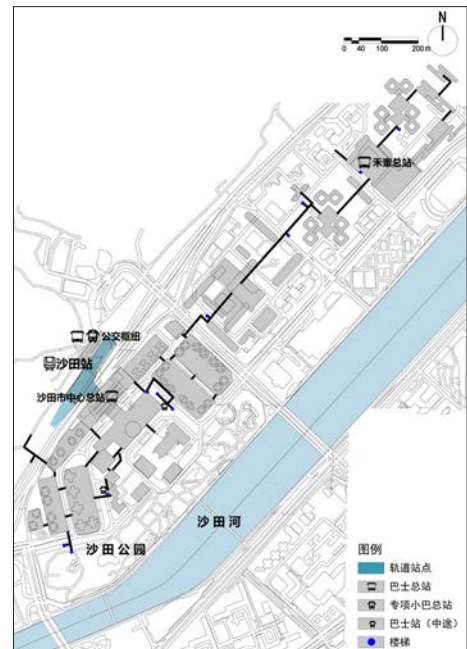 N
0 40 100 200m
禾輋总站
公交枢纽
沙田站
沙田市中心总站
沙田河
沙田公园
图例
轨道站点
巴士总站
专项小巴总站
巴士站（中途）
楼梯